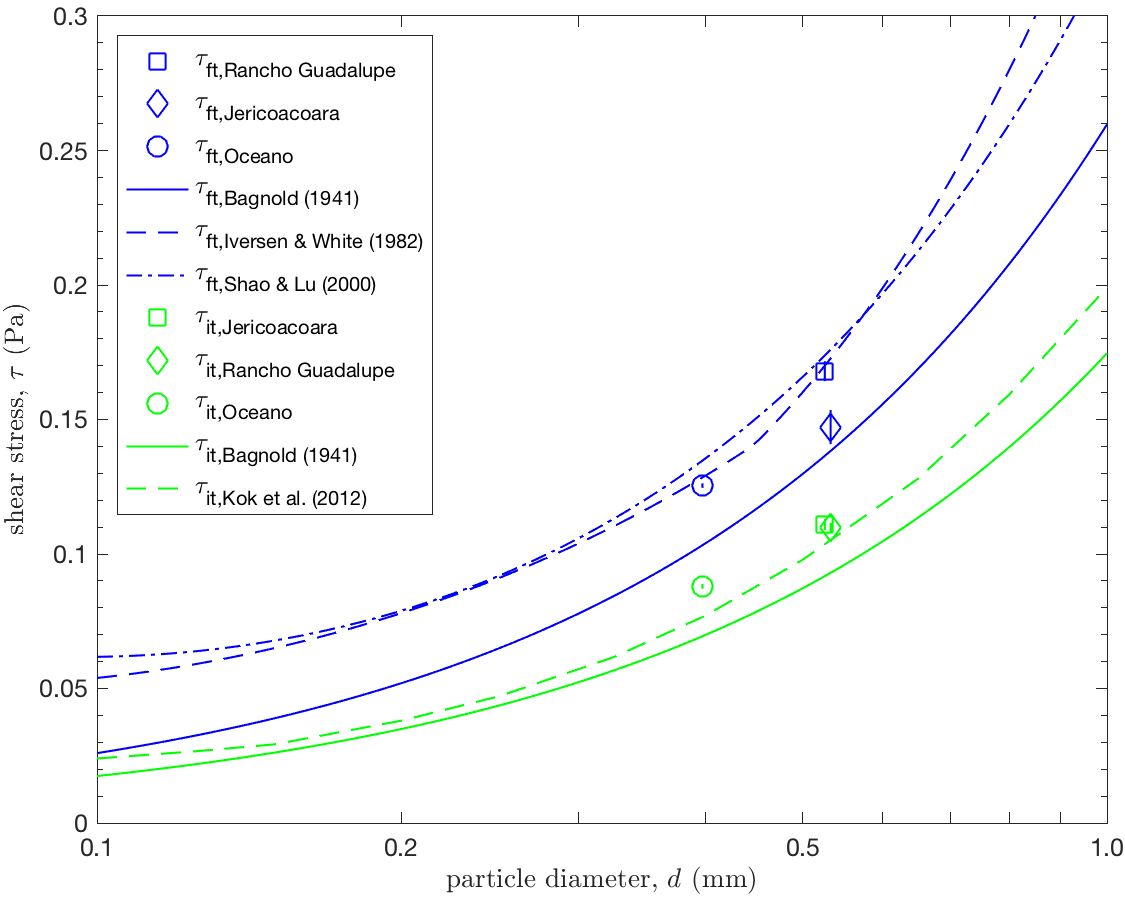 0.3
0.25
0.2
0.15
0.1
0.05
0
shear stress, τ (Pa)
τft,Rancho Guadalupe
τft,Jericoacoara
τft,Oceano
τft,Bagnold (1941)
τft,Iversen & White (1982)
τft,Shao & Lu (2000)
τit,Jericoacoara
τit,Rancho Guadalupe
τit,Oceano
τit,Bagnold (1941)
τit,Kok et al. (2012)
0.1 0.2 0.5 1.0
particle diameter, d (mm)